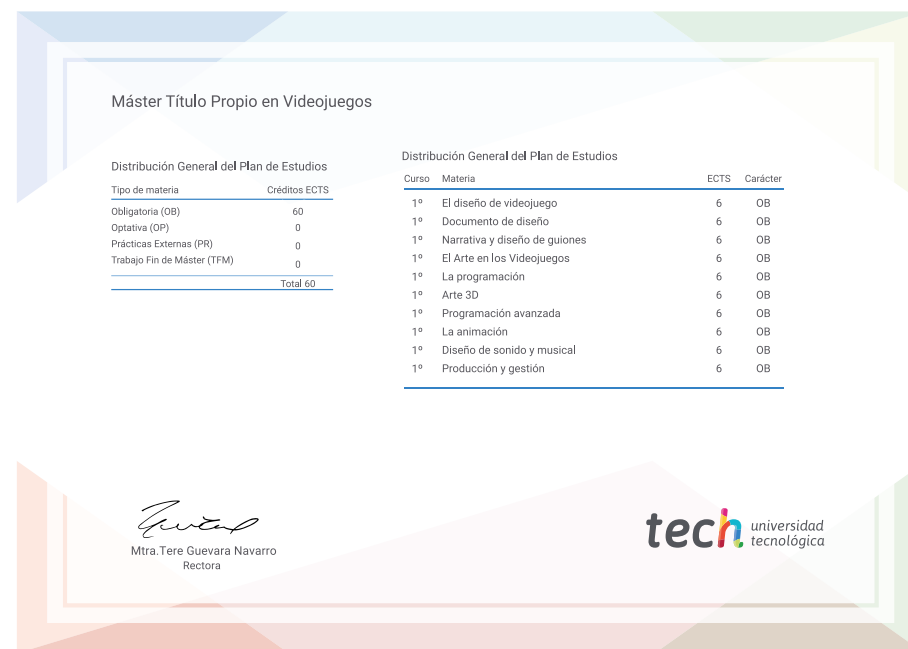 Máster Título Propio en Videojuegos
Distribución General del Plan de Estudios
Tipo de materia Créditos ECTS
Obligatoria (OB) 60
Optativa (OP) 0
Prácticas Externas (PR) 0
Trabajo Fin de Máster (TFM) 0
Total 60
Distribución General del Plan de Estudios
Curso Materia ECTS Carácter
1º El diseño de videojuego 6 OB
1º Documento de diseño 6 OB
1º Narrativa y diseño de guiones 6 OB
1º El Arte en los Videojuegos 6 OB
1º La programación 6 OB
1º Arte 3D 6 OB
1º Programación avanzada 6 OB
1º La animación 6 OB
1º Diseño de sonido y musical 6 OB
1º Producción y gestión 6 OB
Mtra.Tere Guevara Navarro
Rectora
tech universidad
tecnológica